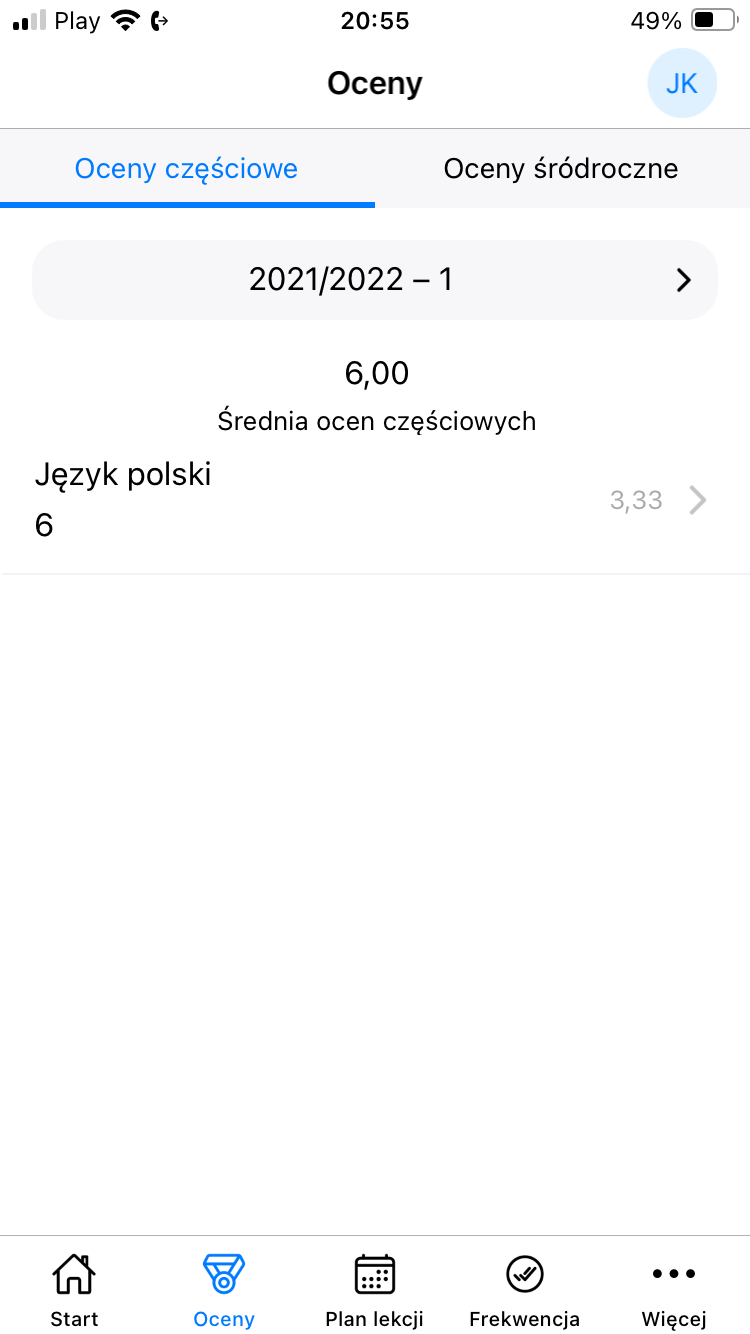 Play 20:55 49%
Oceny JK
Oceny częściowe Oceny śródroczne
2021/2022 – 1
6,00
Średnia ocen częściowych
Język polski
3,33
6
Start Oceny Plan lekcji Frekwencja Więcej